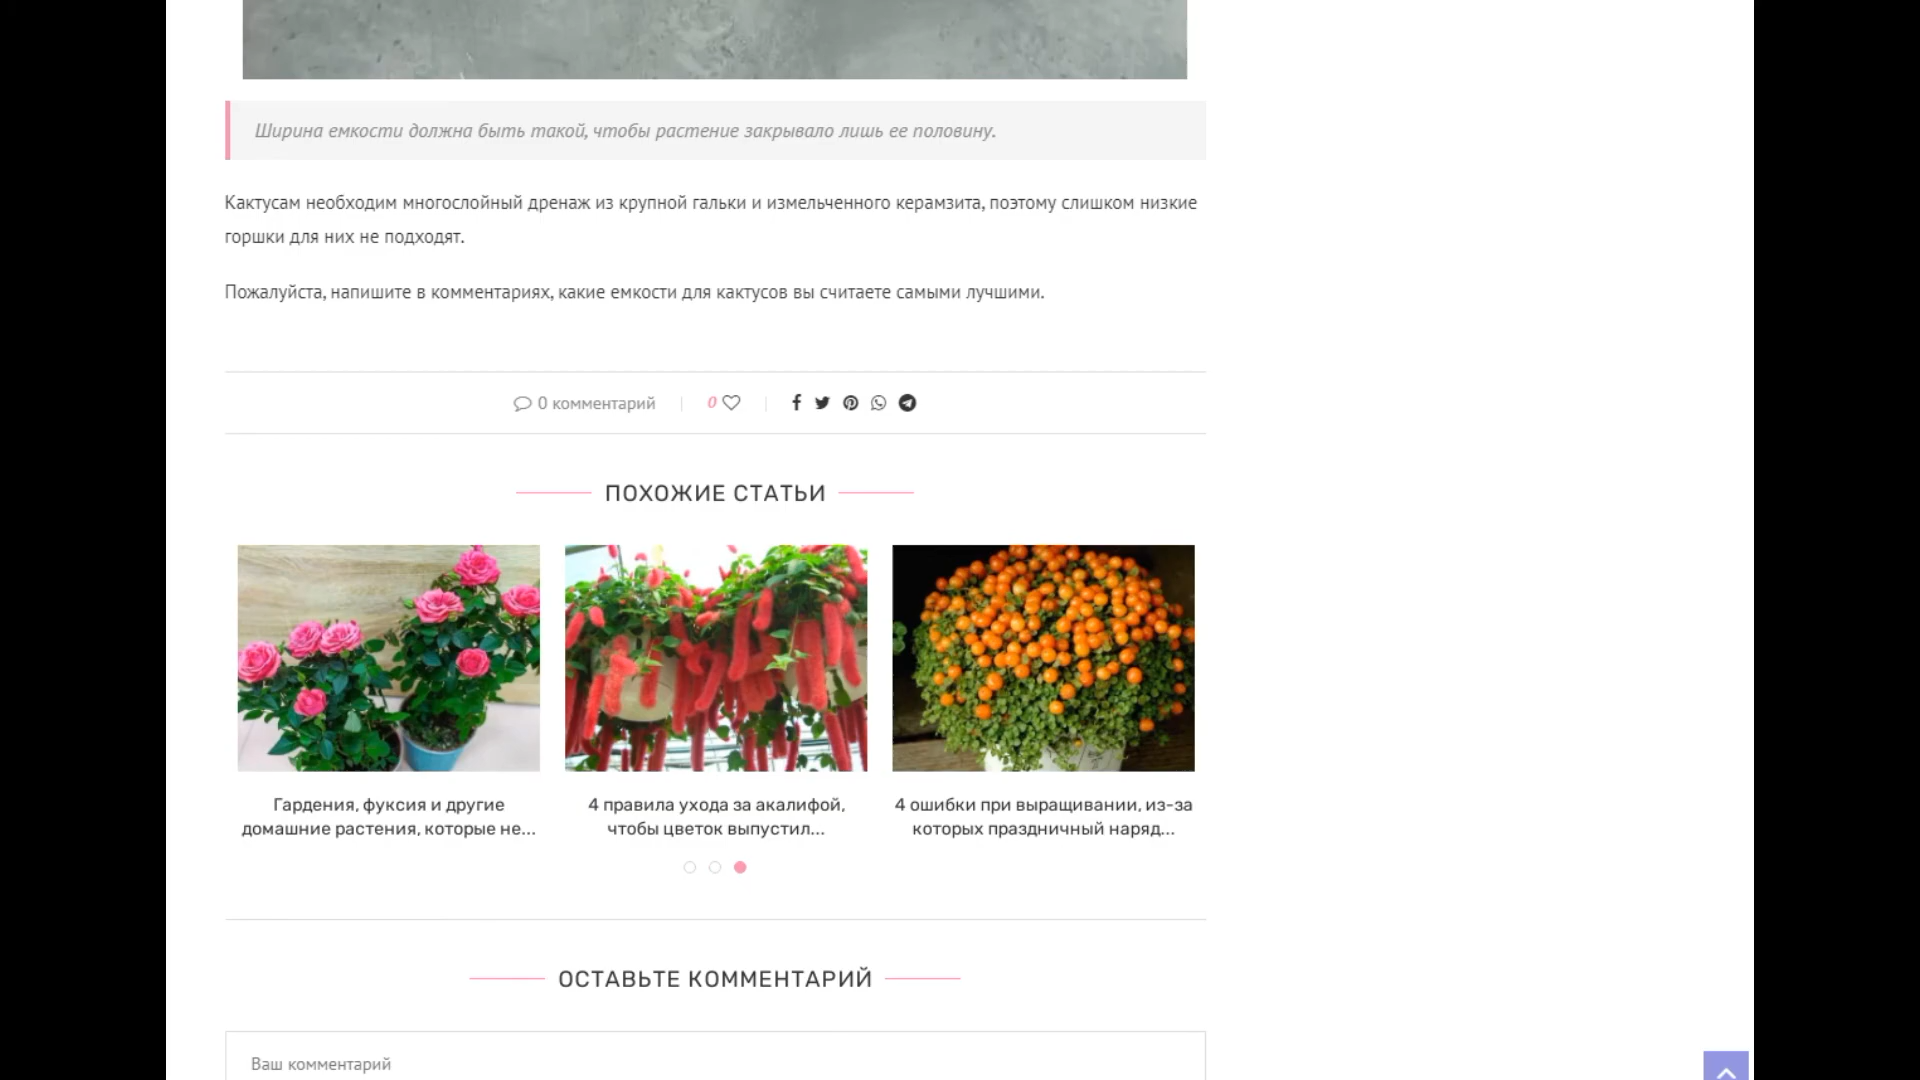 Ширина емкости должна быть такой, чтобы растение закрывало лишь ее половину.
Кактусам необходим многослойный дренаж из крупной гальки и измельченного керамзита, поэтому слишком низкие
горшки для них не подходят.
Пожалуйста, напишите в комментариях, какие емкости для кактусов вы считаете самыми лучшими.
0 комментарий
0
ПОХОЖИЕ СТАТЬИ
Гардения, фуксия и другие
домашние растения, которые не...
4 правила ухода за акалифой,
чтобы цветок выпустил...
4 ошибки при выращивании, из-за
которых праздничный наряд...
ОСТАВЬТЕ КОММЕНТАРИЙ
Ваш комментарий